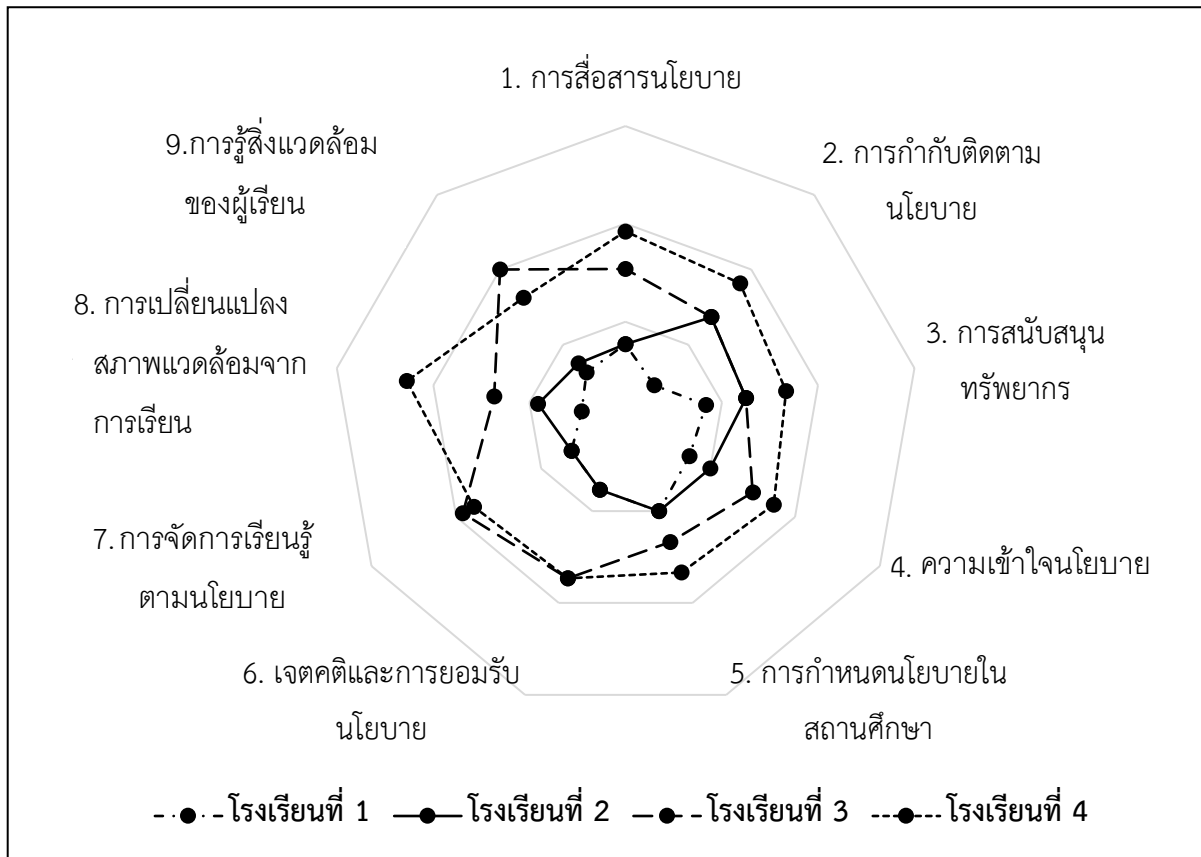 1. การสื่อสารนโยบาย
2. การกำกับติดตาม
นโยบาย
3. การสนับสนุน
ทรัพยากร
4. ความเข้าใจนโยบาย
5. การกำหนดนโยบายใน
สถานศึกษา
6. เจตคติและการยอมรับ
นโยบาย
7. การจัดการเรียนรู้
ตามนโยบาย
8. การเปลี่ยนแปลง
สภาพแวดล้อมจาก
การเรียน
9.การรู้สิ่งแวดล้อม
ของผู้เรียน
โรงเรียนที่ 1 โรงเรียนที่ 2 โรงเรียนที่ 3 โรงเรียนที่ 4